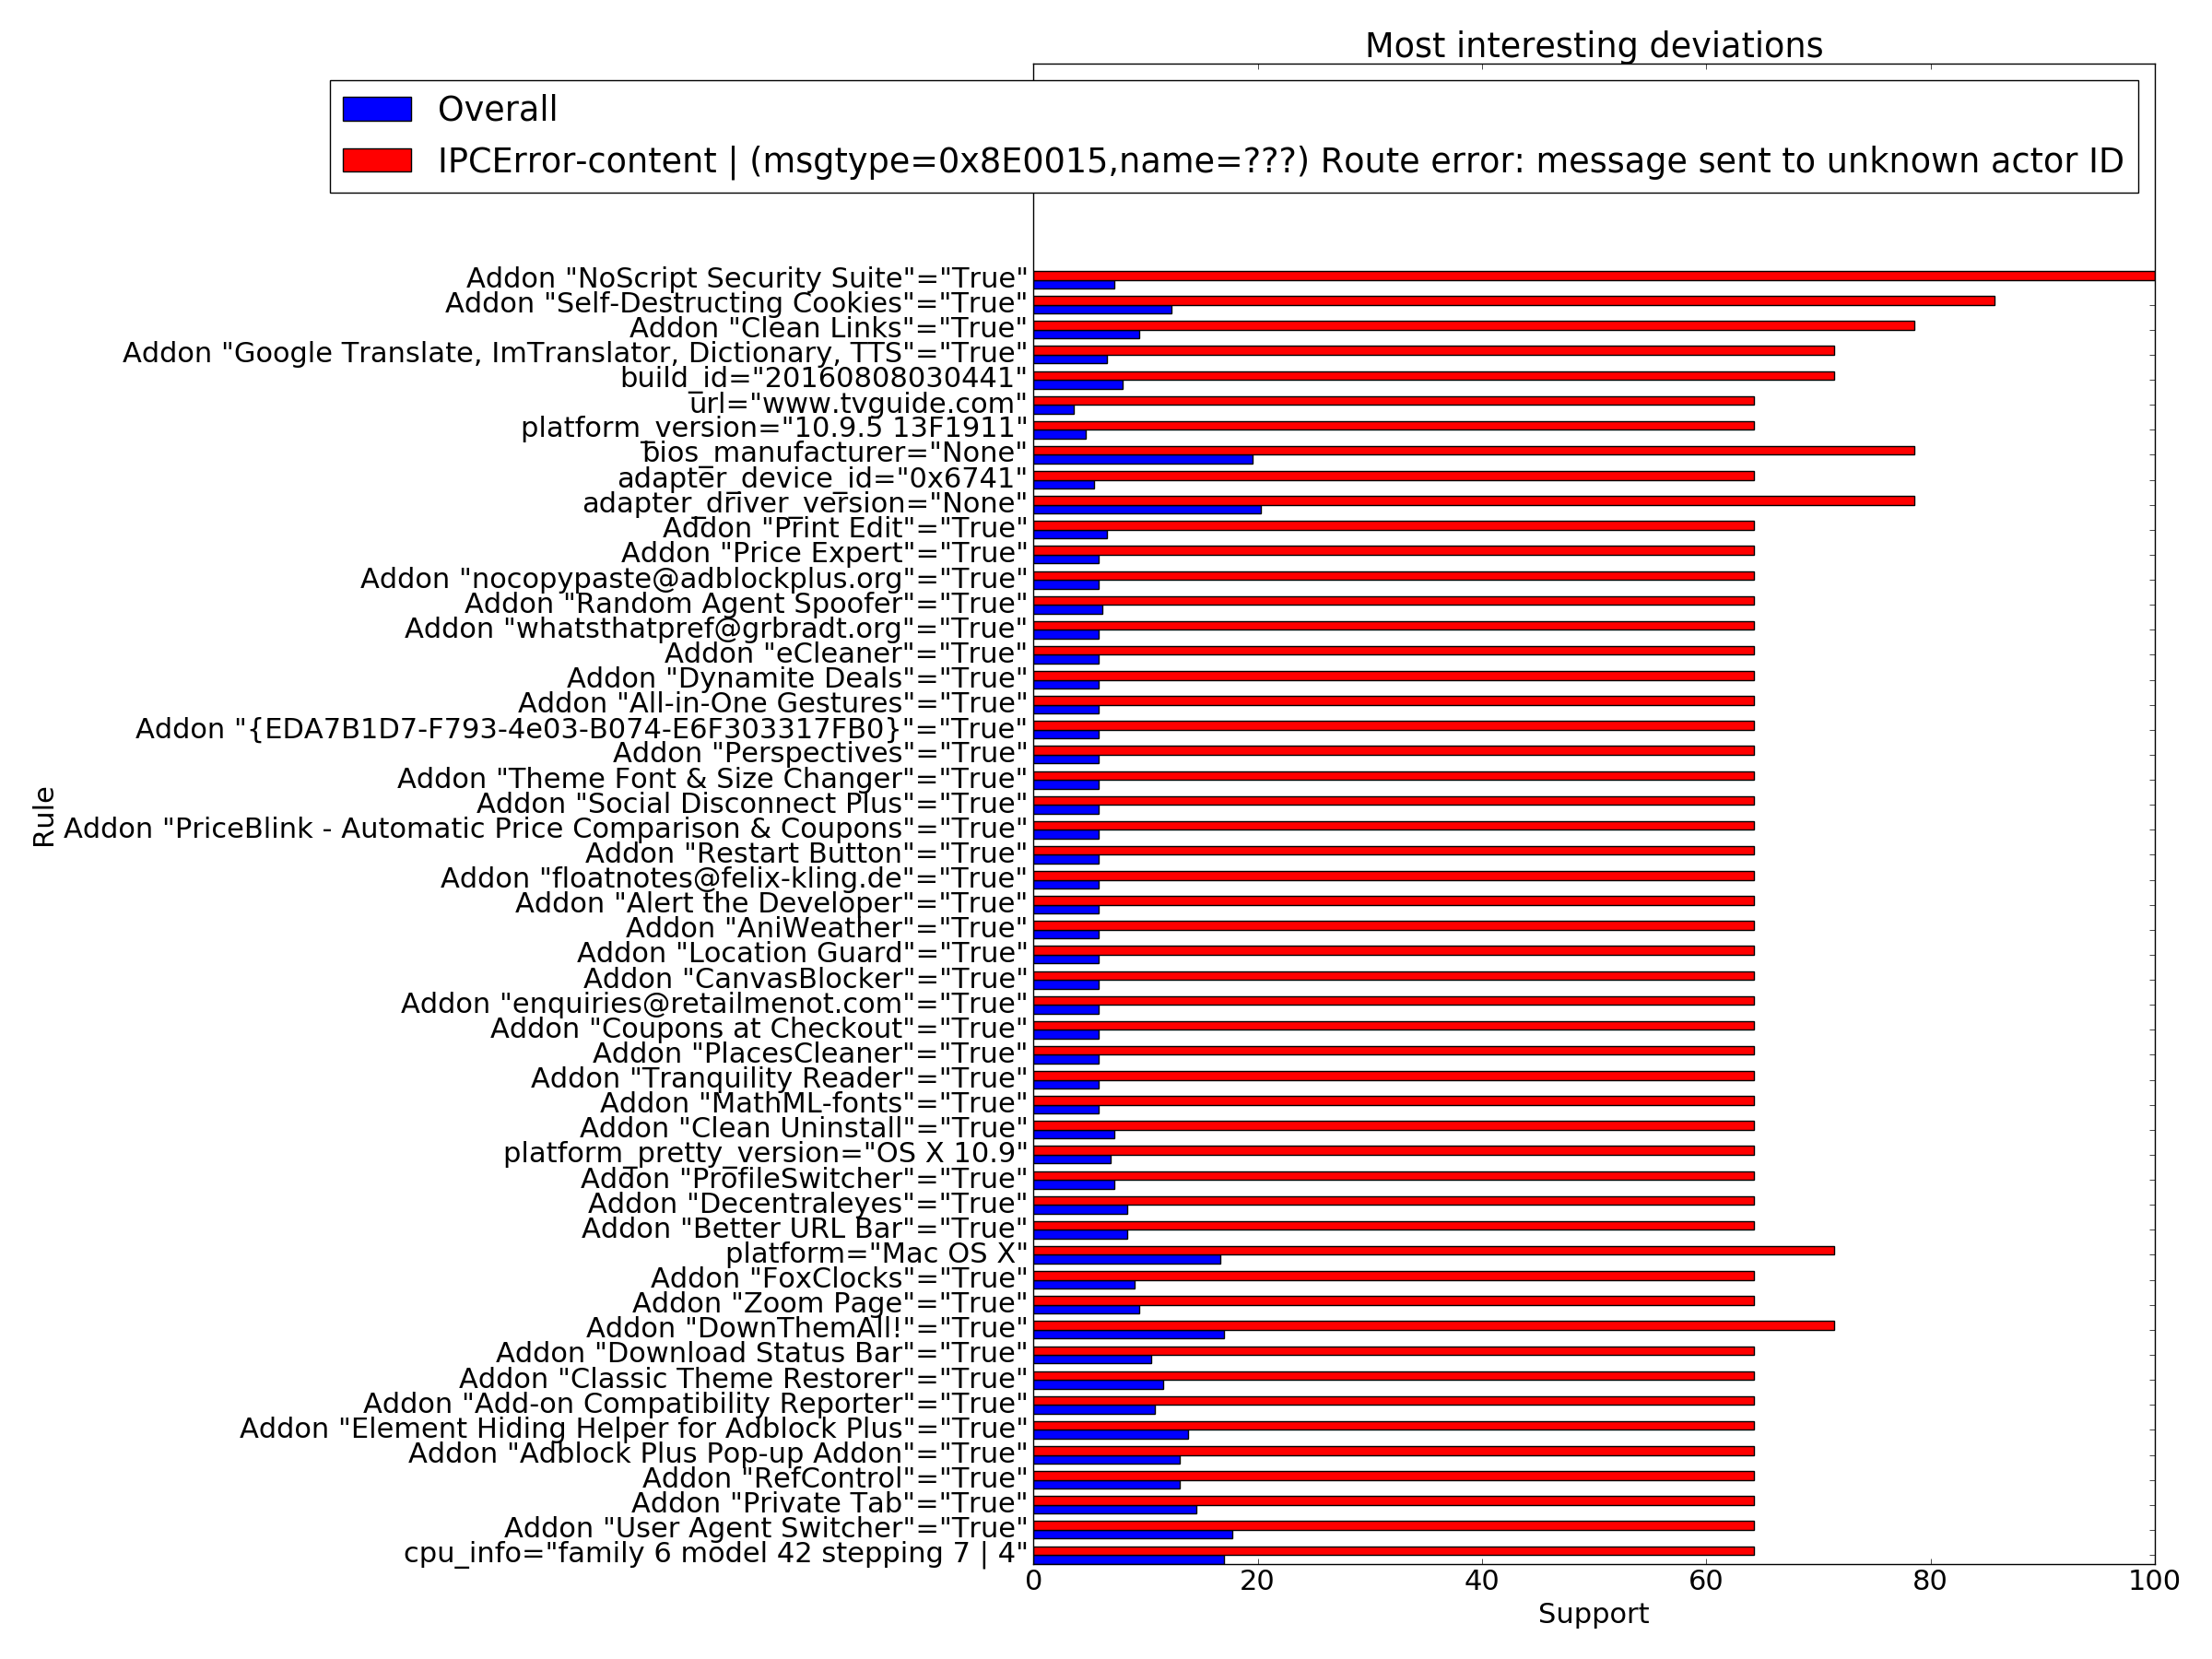 Most interesting deviations
Overall
IPCError-content | (msgtype=0x8E0015,name=???) Route error: message sent to unknown actor ID
Addon "NoScript Security Suite"="True"
Addon "Self-Destructing Cookies"="True"
Addon "Clean Links"="True"
Addon "Google Translate, ImTranslator, Dictionary, TTS"="True"
build_id="20160808030441"
url="www.tvguide.com"
platform_version="10.9.5 13F1911"
bios_manufacturer="None"
adapter_device_id="0x6741"
adapter_driver_version="None"
Addon "Print Edit"="True"
Addon "Price Expert"="True"
Addon "nocopypaste@adblockplus.org"="True"
Addon "Random Agent Spoofer"="True"
Addon "whatsthatpref@grbradt.org"="True"
Addon "eCleaner"="True"
Addon "Dynamite Deals"="True"
Addon "All-in-One Gestures"="True"
Addon "{EDA7B1D7-F793-4e03-B074-E6F303317FB0}"="True"
Addon "Perspectives"="True"
Addon "Theme Font & Size Changer"="True"
Addon "Social Disconnect Plus"="True"
Addon "PriceBlink - Automatic Price Comparison & Coupons"="True"
Addon "Restart Button"="True"
Addon "floatnotes@felix-kling.de"="True"
Addon "Alert the Developer"="True"
Addon "AniWeather"="True"
Addon "Location Guard"="True"
Addon "CanvasBlocker"="True"
Addon "enquiries@retailmenot.com"="True"
Addon "Coupons at Checkout"="True"
Addon "PlacesCleaner"="True"
Addon "Tranquility Reader"="True"
Addon "MathML-fonts"="True"
Addon "Clean Uninstall"="True"
platform_pretty_version="OS X 10.9"
Addon "ProfileSwitcher"="True"
Addon "Decentraleyes"="True"
Addon "Better URL Bar"="True"
platform="Mac OS X"
Addon "FoxClocks"="True"
Addon "Zoom Page"="True"
Addon "DownThemAll!"="True"
Addon "Download Status Bar"="True"
Addon "Classic Theme Restorer"="True"
Addon "Add-on Compatibility Reporter"="True"
Addon "Element Hiding Helper for Adblock Plus"="True"
Addon "Adblock Plus Pop-up Addon"="True"
Addon "RefControl"="True"
Addon "Private Tab"="True"
Addon "User Agent Switcher"="True"
cpu_info="family 6 model 42 stepping 7 | 4"
Rule
0 20 40 60 80 100
Support